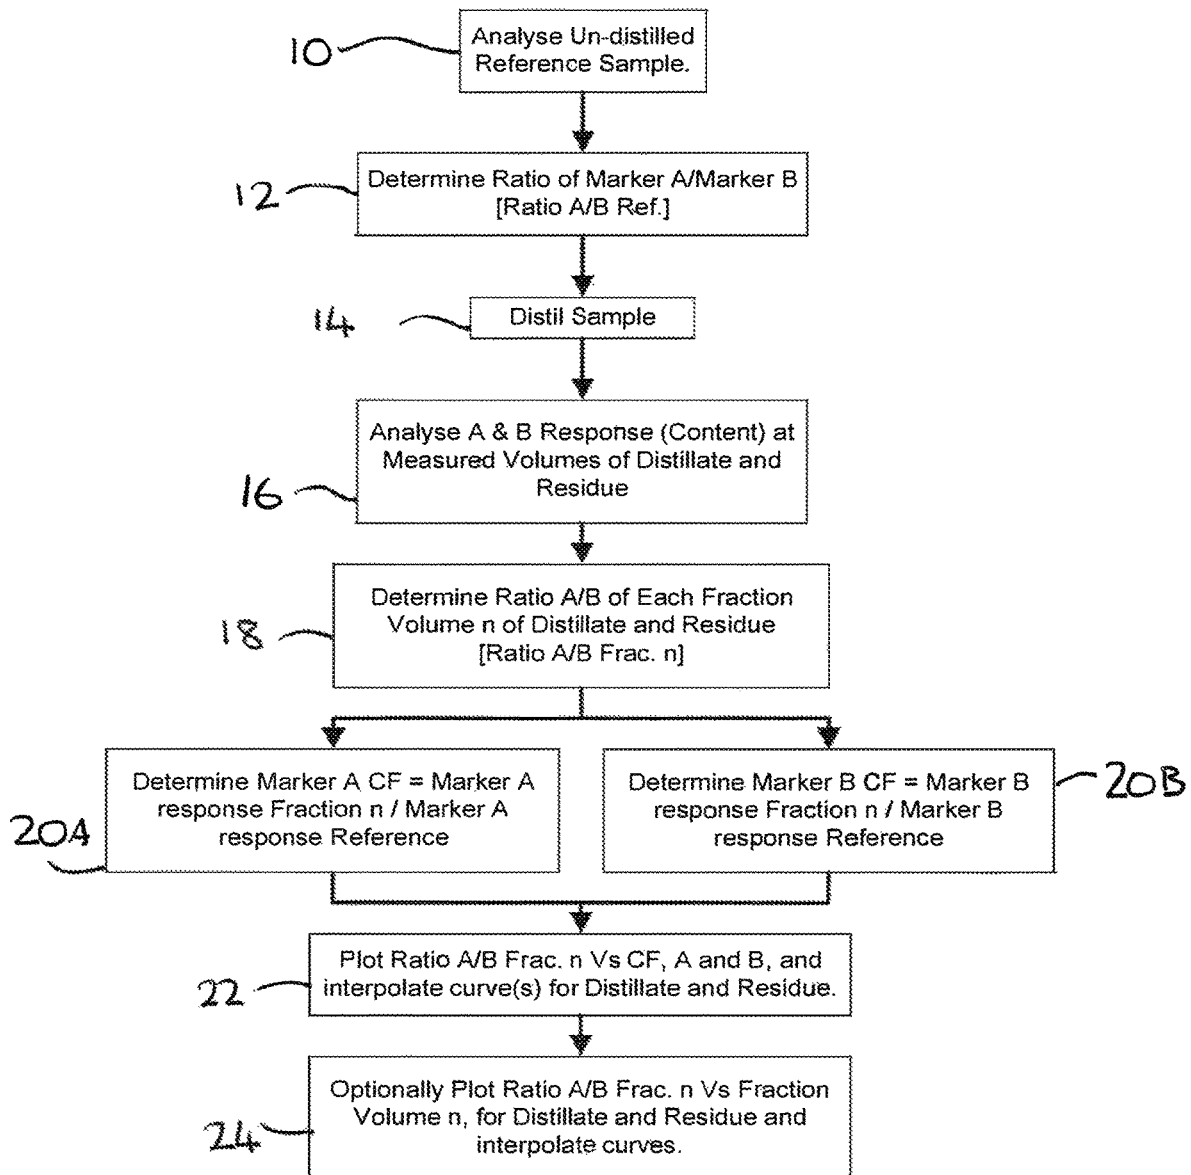 10
Analyse Un-distilled
Reference Sample.
12
Determine Ratio of Marker A/Marker B
[Ratio A/B Ref.]
14
Distil Sample
16
Analyse A & B Response (Content) at
Measured Volumes of Distillate and
Residue
18
Determine Ratio A/B of Each Fraction
Volume n of Distillate and Residue
[Ratio A/B Frac. n]
20A
Determine Marker A CF = Marker A
response Fraction n / Marker A
response Reference
Determine Marker B CF = Marker B
response Fraction n / Marker B
response Reference
20B
22
Plot Ratio A/B Frac. n Vs CF, A and B, and
interpolate curve(s) for Distillate and Residue.
24
Optionally Plot Ratio A/B Frac. n Vs Fraction
Volume n, for Distillate and Residue and
interpolate curves.